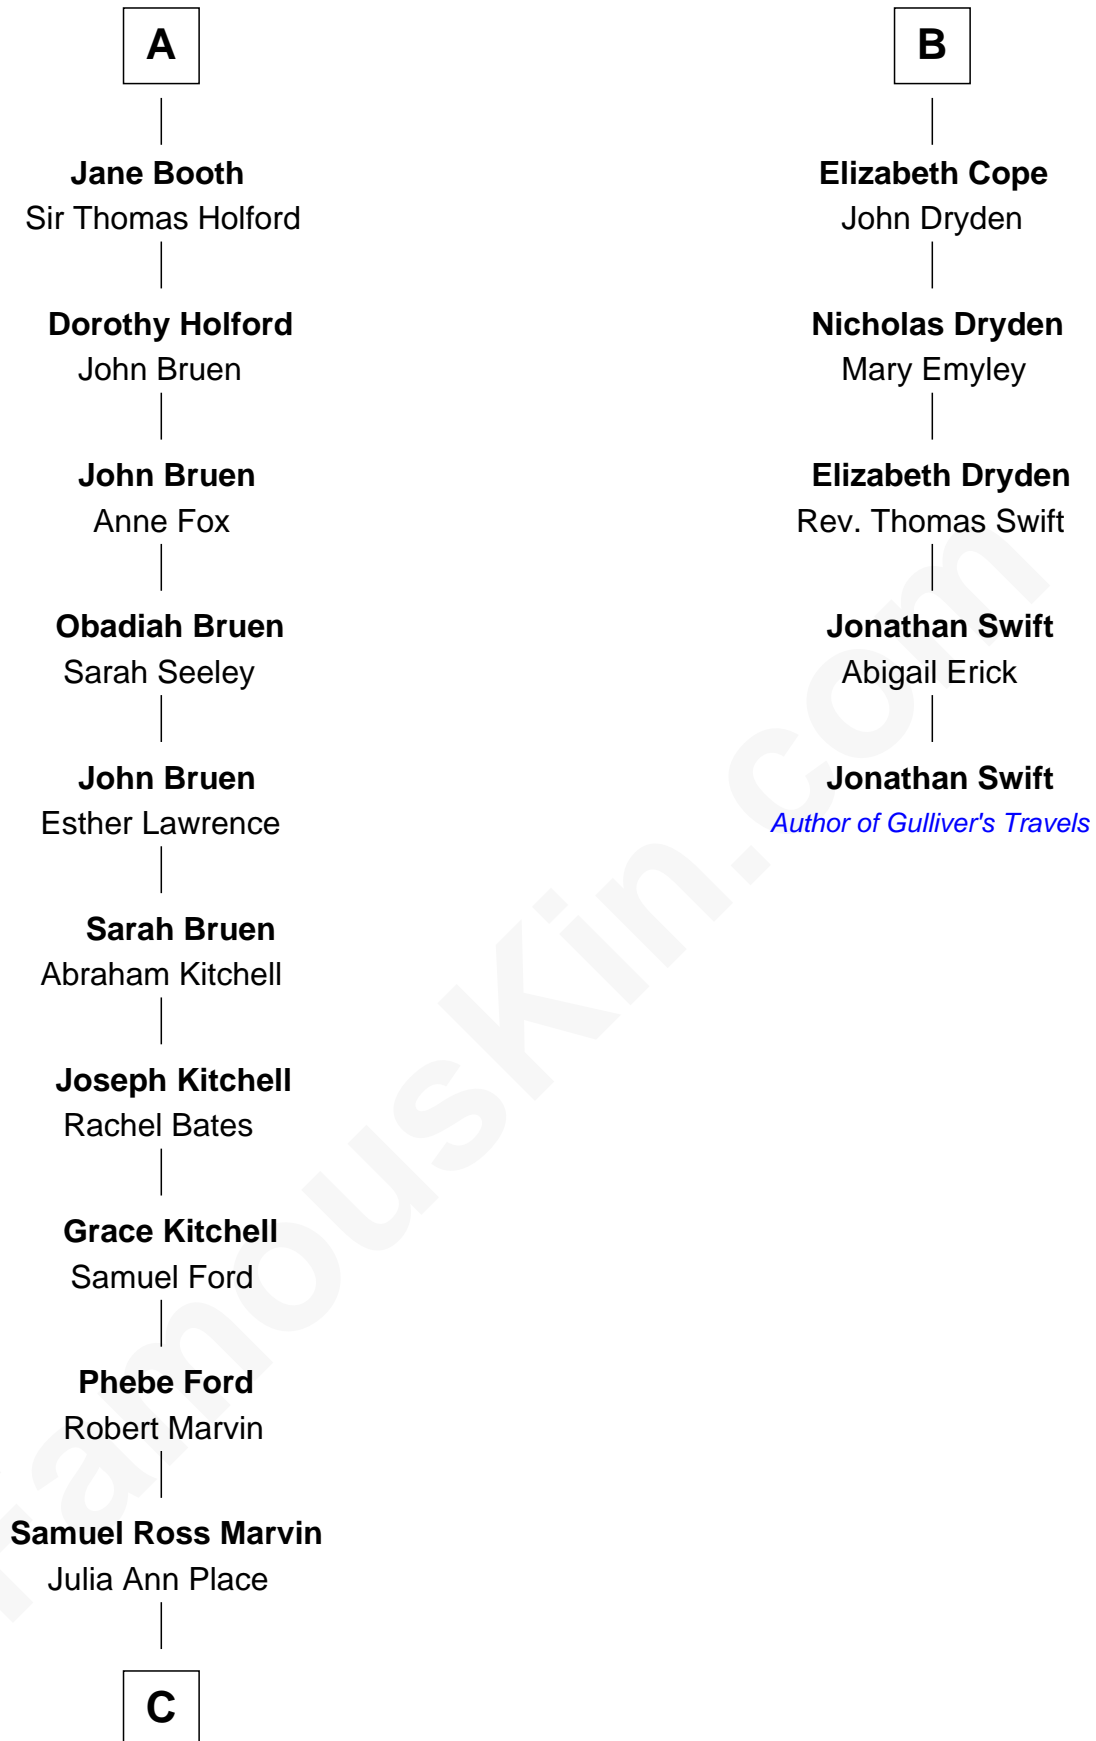 A
Jane Booth
Sir Thomas Holford
Dorothy Holford
John Bruen
John Bruen
Anne Fox
Obadiah Bruen
Sarah Seeley
John Bruen
Esther Lawrence
Sarah Bruen
Abraham Kitchell
Joseph Kitchell
Rachel Bates
Grace Kitchell
Samuel Ford
Phebe Ford
Robert Marvin
Samuel Ross Marvin
Julia Ann Place
C
B
Elizabeth Cope
John Dryden
Nicholas Dryden
Mary Emyley
Elizabeth Dryden
Rev. Thomas Swift
Jonathan Swift
Abigail Erick
Jonathan Swift
Author of Gulliver's Travels
FamousKin.com